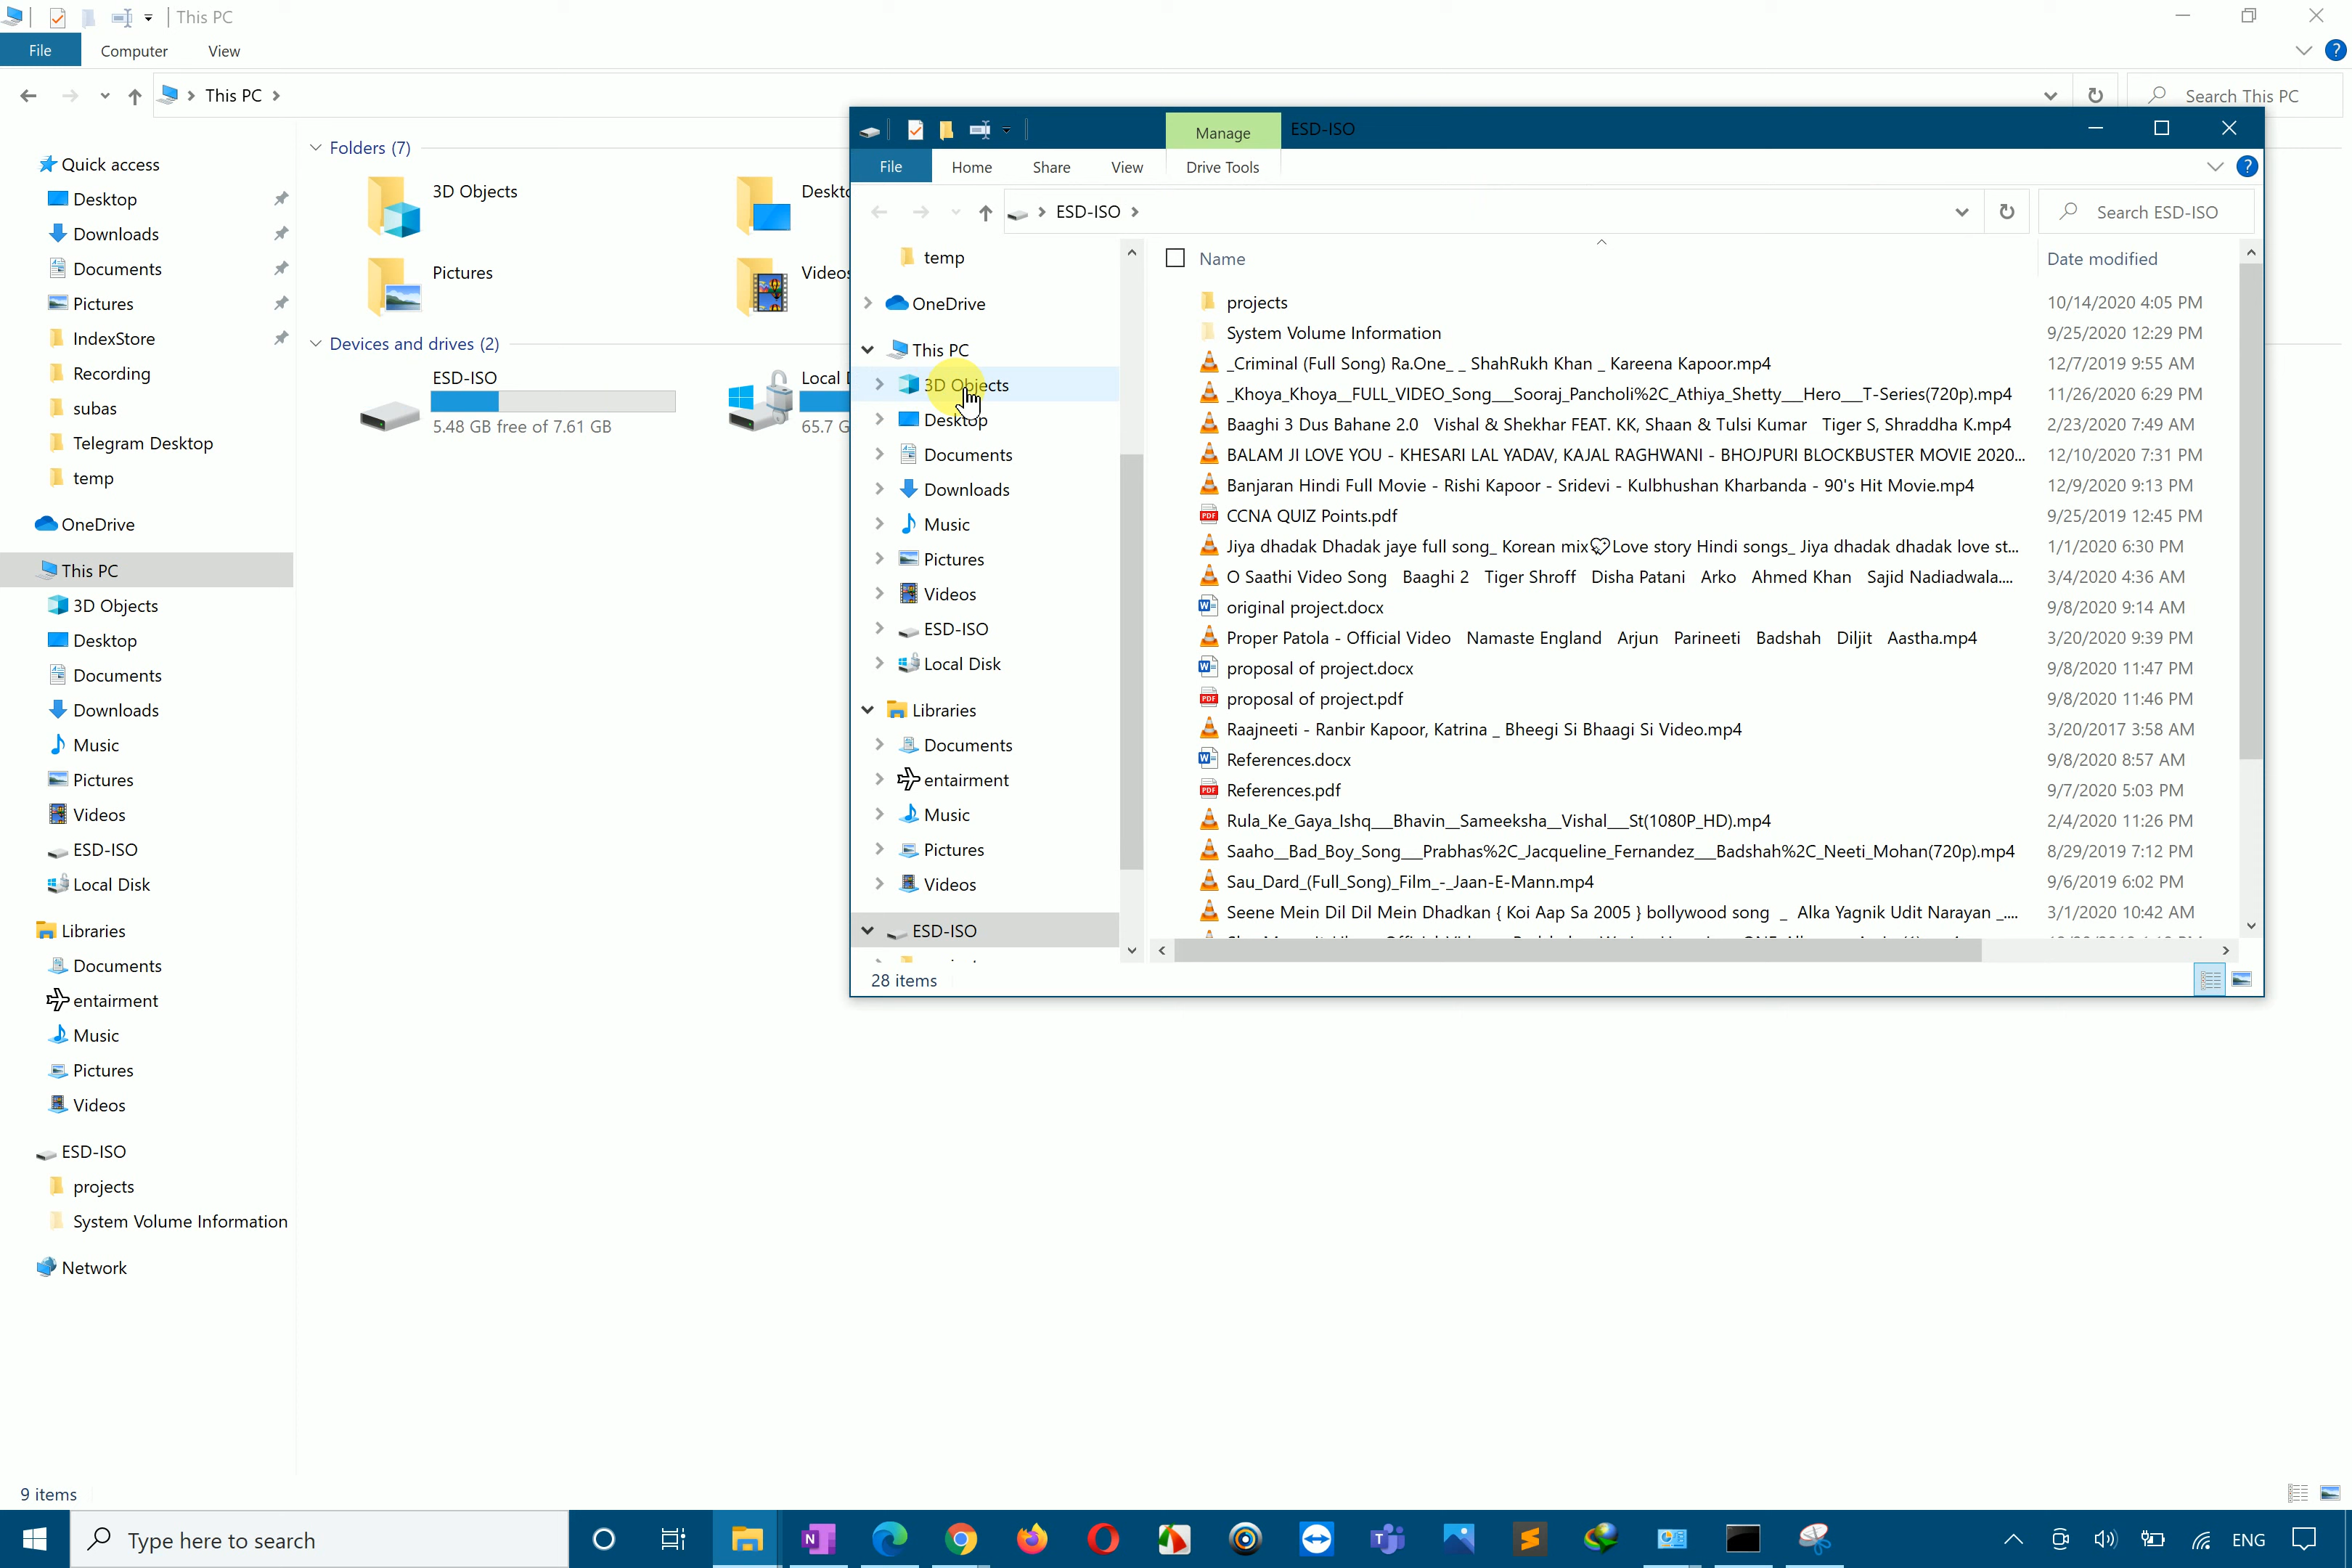 This PC
File
Computer
View
This PC
Search This PC
Quick access
Desktop
Downloads
Documents
Pictures
IndexStore
Recording
subas
Telegram Desktop
temp
OneDrive
This PC
3D Objects
Desktop
Documents
Downloads
Music
Pictures
Videos
ESD-ISO
Local Disk
Libraries
Documents
entairment
Music
Pictures
Videos
ESD-ISO
projects
System Volume Information
Network
9 items
Folders (7)
3D Objects
Pictures
Videos
Devices and drives (2)
ESD-ISO
5.48 GB free of 7.61 GB
Local
65.7
Manage
ESD-ISO
File
Home
Share
View
Drive Tools
ESD-ISO
Search ESD-ISO
temp
OneDrive
This PC
3D Objects
Desktop
Documents
Downloads
Music
Pictures
Videos
ESD-ISO
Local Disk
Libraries
Documents
entairment
Music
Pictures
Videos
ESD-ISO
28 items
Name Date modified
projects 10/14/2020 4:05 PM
System Volume Information 9/25/2020 12:29 PM
_Criminal (Full Song) Ra.One_ _ ShahRukh Khan _ Kareena Kapoor.mp4 12/7/2019 9:55 AM
_Khoya_Khoya__FULL_VIDEO_Song___Sooraj_Pancholi%2C_Athiya_Shetty___Hero___T-Series(720p).mp4 11/26/2020 6:29 PM
Baaghi 3 Dus Bahane 2.0 Vishal & Shekhar FEAT. KK, Shaan & Tulsi Kumar Tiger S, Shraddha K.mp4 2/23/2020 7:49 AM
BALAM JI LOVE YOU - KHESARI LAL YADAV, KAJAL RAGHWANI - BHOJPURI BLOCKBUSTER MOVIE 2020... 12/10/2020 7:31 PM
Banjaran Hindi Full Movie - Rishi Kapoor - Sridevi - Kulbhushan Kharbanda - 90's Hit Movie.mp4 12/9/2020 9:13 PM
CCNA QUIZ Points.pdf 9/25/2019 12:45 PM
Jiya dhadak Dhadak jaye full song_ Korean mix💞Love story Hindi songs_ Jiya dhadak dhadak love st... 1/1/2020 6:30 PM
O Saathi Video Song Baaghi 2 Tiger Shroff Disha Patani Arko Ahmed Khan Sajid Nadiadwala.... 3/4/2020 4:36 AM
original project.docx 9/8/2020 9:14 AM
Proper Patola - Official Video Namaste England Arjun Parineeti Badshah Diljit Aastha.mp4 3/20/2020 9:39 PM
proposal of project.docx 9/8/2020 11:47 PM
proposal of project.pdf 9/8/2020 11:46 PM
Raajneeti - Ranbir Kapoor, Katrina _ Bheegi Si Bhaagi Si Video.mp4 3/20/2017 3:58 AM
References.docx 9/8/2020 8:57 AM
References.pdf 9/7/2020 5:03 PM
Rula_Ke_Gaya_Ishq___Bhavin__Sameeksha__Vishal___St(1080P_HD).mp4 2/4/2020 11:26 PM
Saaho__Bad_Boy_Song___Prabhas%2C_Jacqueline_Fernandez___Badshah%2C_Neeti_Mohan(720p).mp4 8/29/2019 7:12 PM
Sau_Dard_(Full_Song)_Film_-_Jaan-E-Mann.mp4 9/6/2019 6:02 PM
Seene Mein Dil Dil Mein Dhadkan { Koi Aap Sa 2005 } bollywood song _ Alka Yagnik Udit Narayan _.... 3/1/2020 10:42 AM
Type here to search
ENG